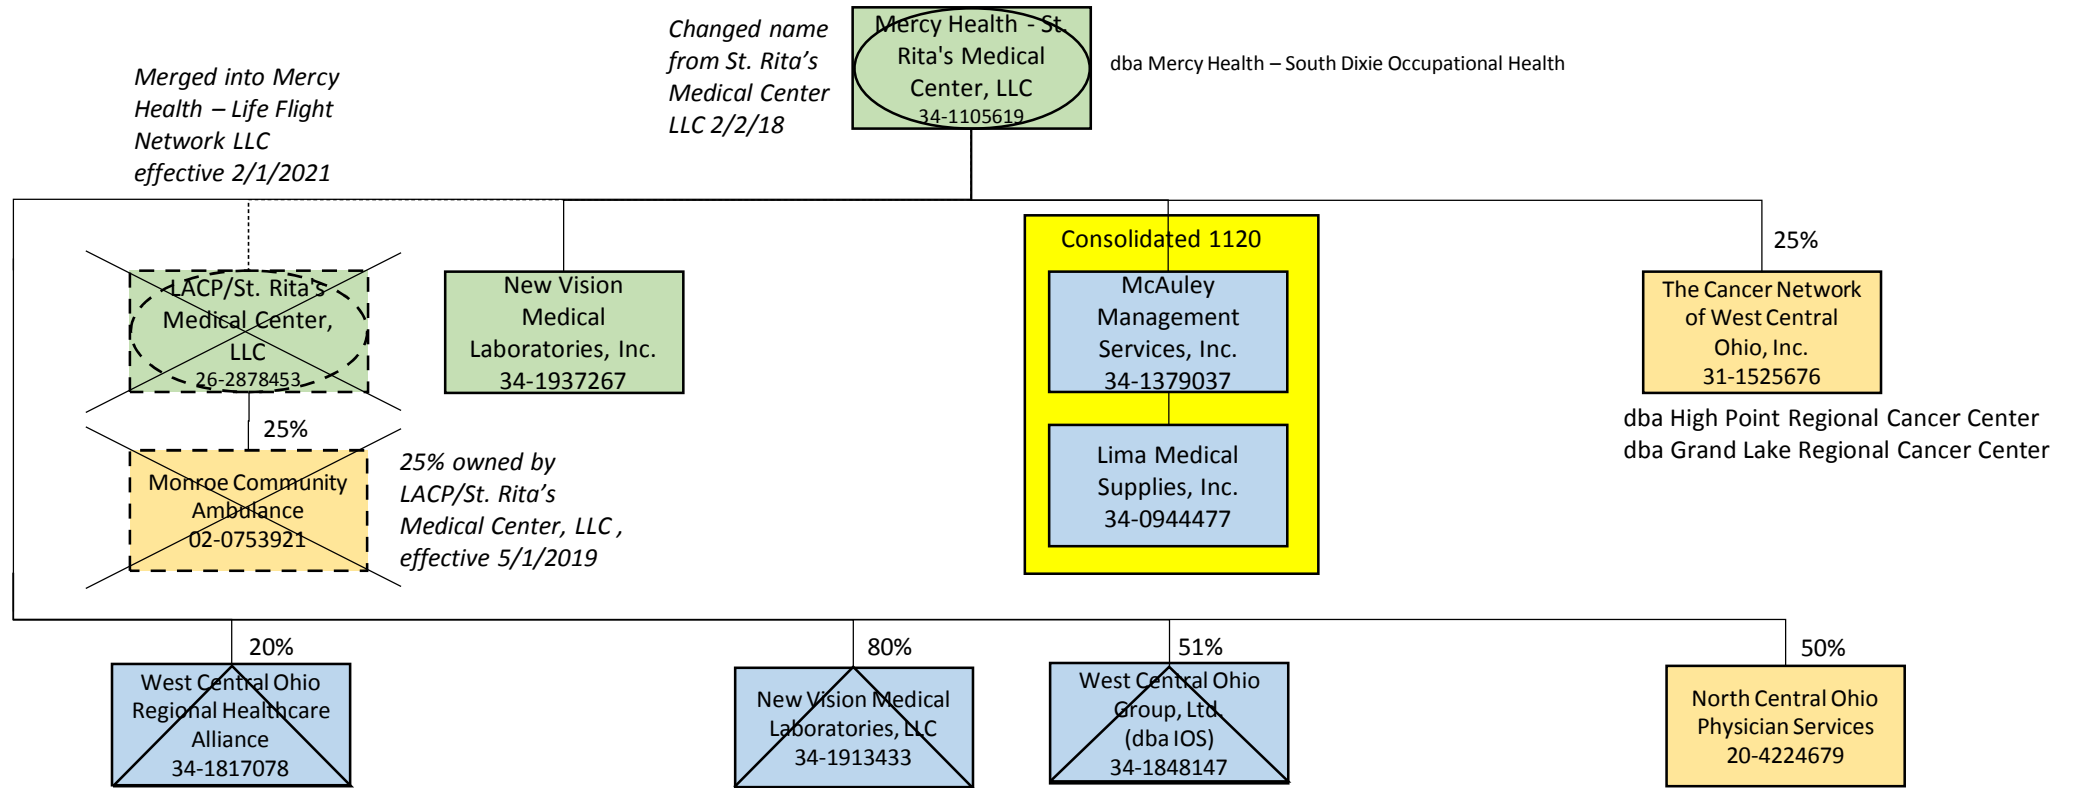 Changed name
from St. Rita’s
Medical Center
LLC 2/2/18
Mercy Health - St.
Rita's Medical
Center, LLC
34-1105619
dba Mercy Health – South Dixie Occupational Health
Merged into Mercy
Health – Life Flight
Network LLC
effective 2/1/2021
LACP/St. Rita's
Medical Center,
LLC
26-2878453
New Vision
Medical
Laboratories, Inc.
34-1937267
Consolidated 1120
McAuley
Management
Services, Inc.
34-1379037
25%
The Cancer Network
of West Central
Ohio, Inc.
31-1525676
dba High Point Regional Cancer Center
dba Grand Lake Regional Cancer Center
25%
Monroe Community
Ambulance
02-0753921
25% owned by
LACP/St. Rita’s
Medical Center, LLC ,
effective 5/1/2019
Lima Medical
Supplies, Inc.
34-0944477
20%
West Central Ohio
Regional Healthcare
Alliance
34-1817078
80%
New Vision Medical
Laboratories, LLC
34-1913433
51%
West Central Ohio
Group, Ltd.
(dba IOS)
34-1848147
50%
North Central Ohio
Physician Services
20-4224679